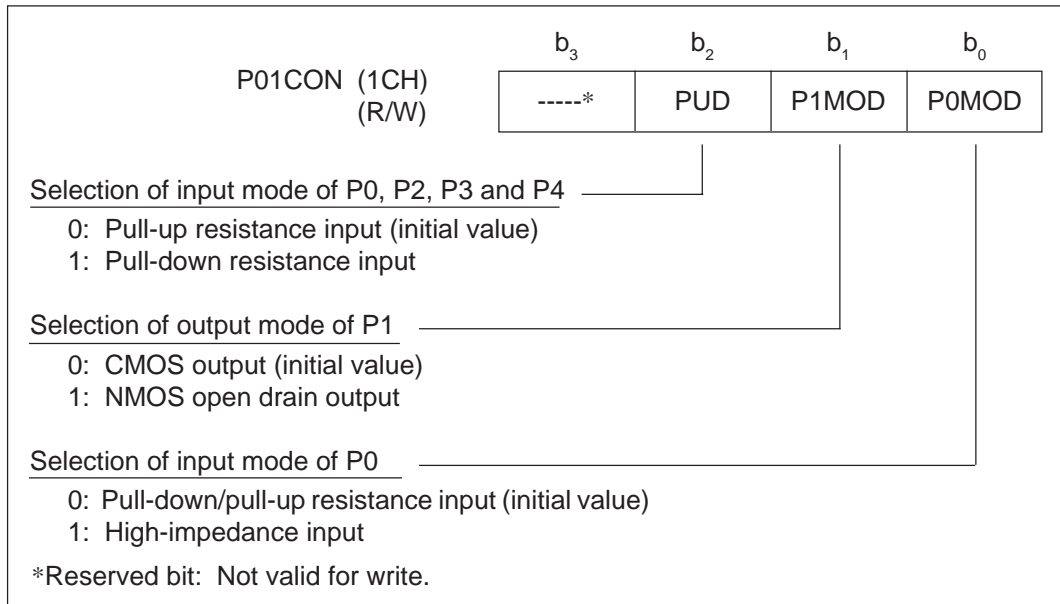 b3 b2 b1 b0
P01CON (1CH) -----* PUD P1MOD P0MOD
(R/W)
Selection of input mode of P0, P2, P3 and P4
0: Pull-up resistance input (initial value)
1: Pull-down resistance input
Selection of output mode of P1
0: CMOS output (initial value)
1: NMOS open drain output
Selection of input mode of P0
0: Pull-down/pull-up resistance input (initial value)
1: High-impedance input
*Reserved bit: Not valid for write.